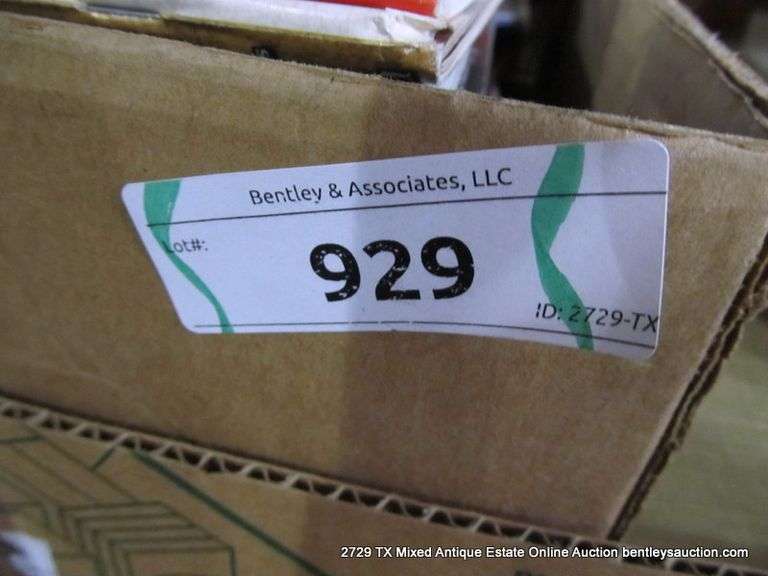 Bentley & Associates, LLC
Lot#:
929
ID: 2729-TX
2729 TX Mixed Antique Estate Online Auction bentleysauction.com